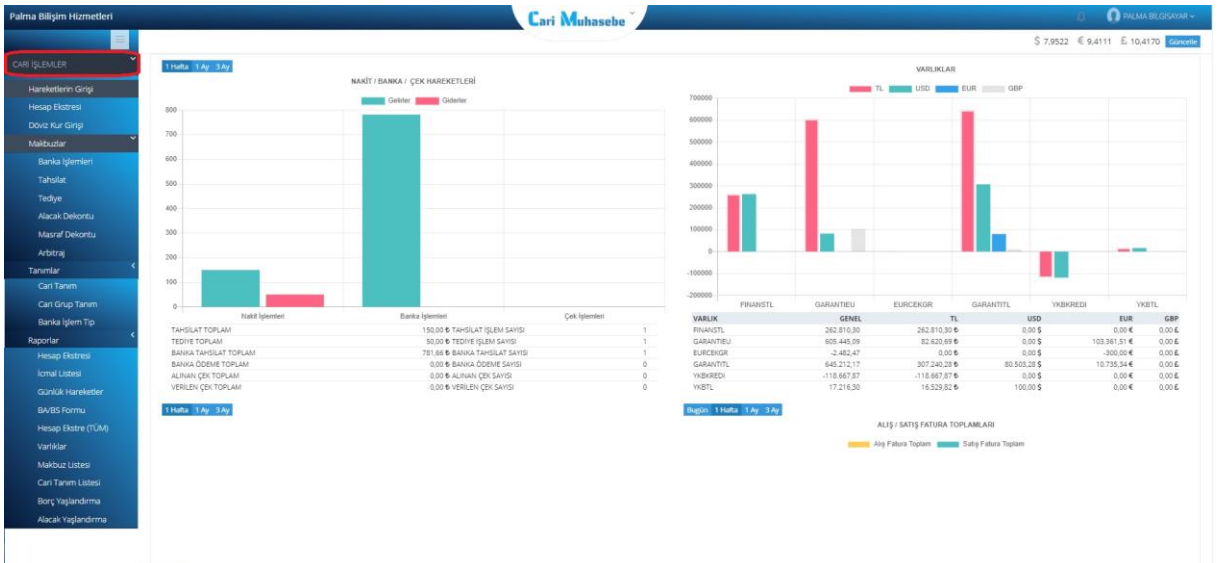 Palma Bilişim Hizmetleri
Cari Muhasebe
PALMA BİLGİSAYAR
$ 7,9522 € 9,4111 £ 10,4170 Güncelle
CARİ İŞLEMLER
Hareketlerin Girişi
Hesap Ekstresi
Döviz Kur Girişi
Makbuzlar
Banka İşlemleri
Tahsilat
Tediye
Alacak Dekontu
Masraf Dekontu
Arbitraj
Tanımlar
Cari Tanım
Cari Grup Tanım
Banka İşlem Tip
Raporlar
Hesap Ekstresi
İcmal Listesi
Günlük Hareketler
BA/BS Formu
Hesap Ekstre (TÜM)
Varlıklar
Makbuz Listesi
Cari Tanım Listesi
Borç Yaşlandırma
Alacak Yaşlandırma
1 Hafta 1 Ay 3 Ay
NAKİT / BANKA / ÇEK HAREKETLERİ
Gelirler Giderler
800
700
600
500
400
300
200
100
0
Nakit İşlemleri Banka İşlemleri Çek İşlemleri
TAHSİLAT TOPLAM 150,00 ₺ TAHSİLAT İŞLEM SAYISI 1
TEDİYE TOPLAM 50,00 ₺ TEDİYE İŞLEM SAYISI 1
BANKA TAHSİLAT TOPLAM 781,66 ₺ BANKA TAHSİLAT SAYISI 1
BANKA ÖDEME TOPLAM 0,00 ₺ BANKA ÖDEME SAYISI 0
ALINAN ÇEK TOPLAM 0,00 ₺ ALINAN ÇEK SAYISI 0
VERİLEN ÇEK TOPLAM 0,00 ₺ VERİLEN ÇEK SAYISI 0
1 Hafta 1 Ay 3 Ay
VARLIKLAR
TL USD EUR GBP
700000
600000
500000
400000
300000
200000
100000
0
-100000
-200000
FINANSTL GARANTIEU EURCEKGR GARANTITL YKBKREDI YKBTL
VARLIK GENEL TL USD EUR GBP
FINANSTL 262.810,30 262.810,30 ₺ 0,00 $ 0,00 € 0,00 £
GARANTIEU 605.445,09 82.620,69 ₺ 0,00 $ 103.361,51 € 0,00 £
EURCEKGR -2.482,47 0,00 ₺ 0,00 $ -300,00 € 0,00 £
GARANTITL 645.212,17 307.240,28 ₺ 80.503,28 $ 10.735,34 € 0,00 £
YKBKREDI -118.667,87 -118.667,87 ₺ 0,00 $ 0,00 € 0,00 £
YKBTL 17.216,30 16.529,82 ₺ 100,00 $ 0,00 € 0,00 £
Bugün 1 Hafta 1 Ay 3 Ay
ALIŞ / SATIŞ FATURA TOPLAMLARI
Alış Fatura Toplam Satış Fatura Toplam